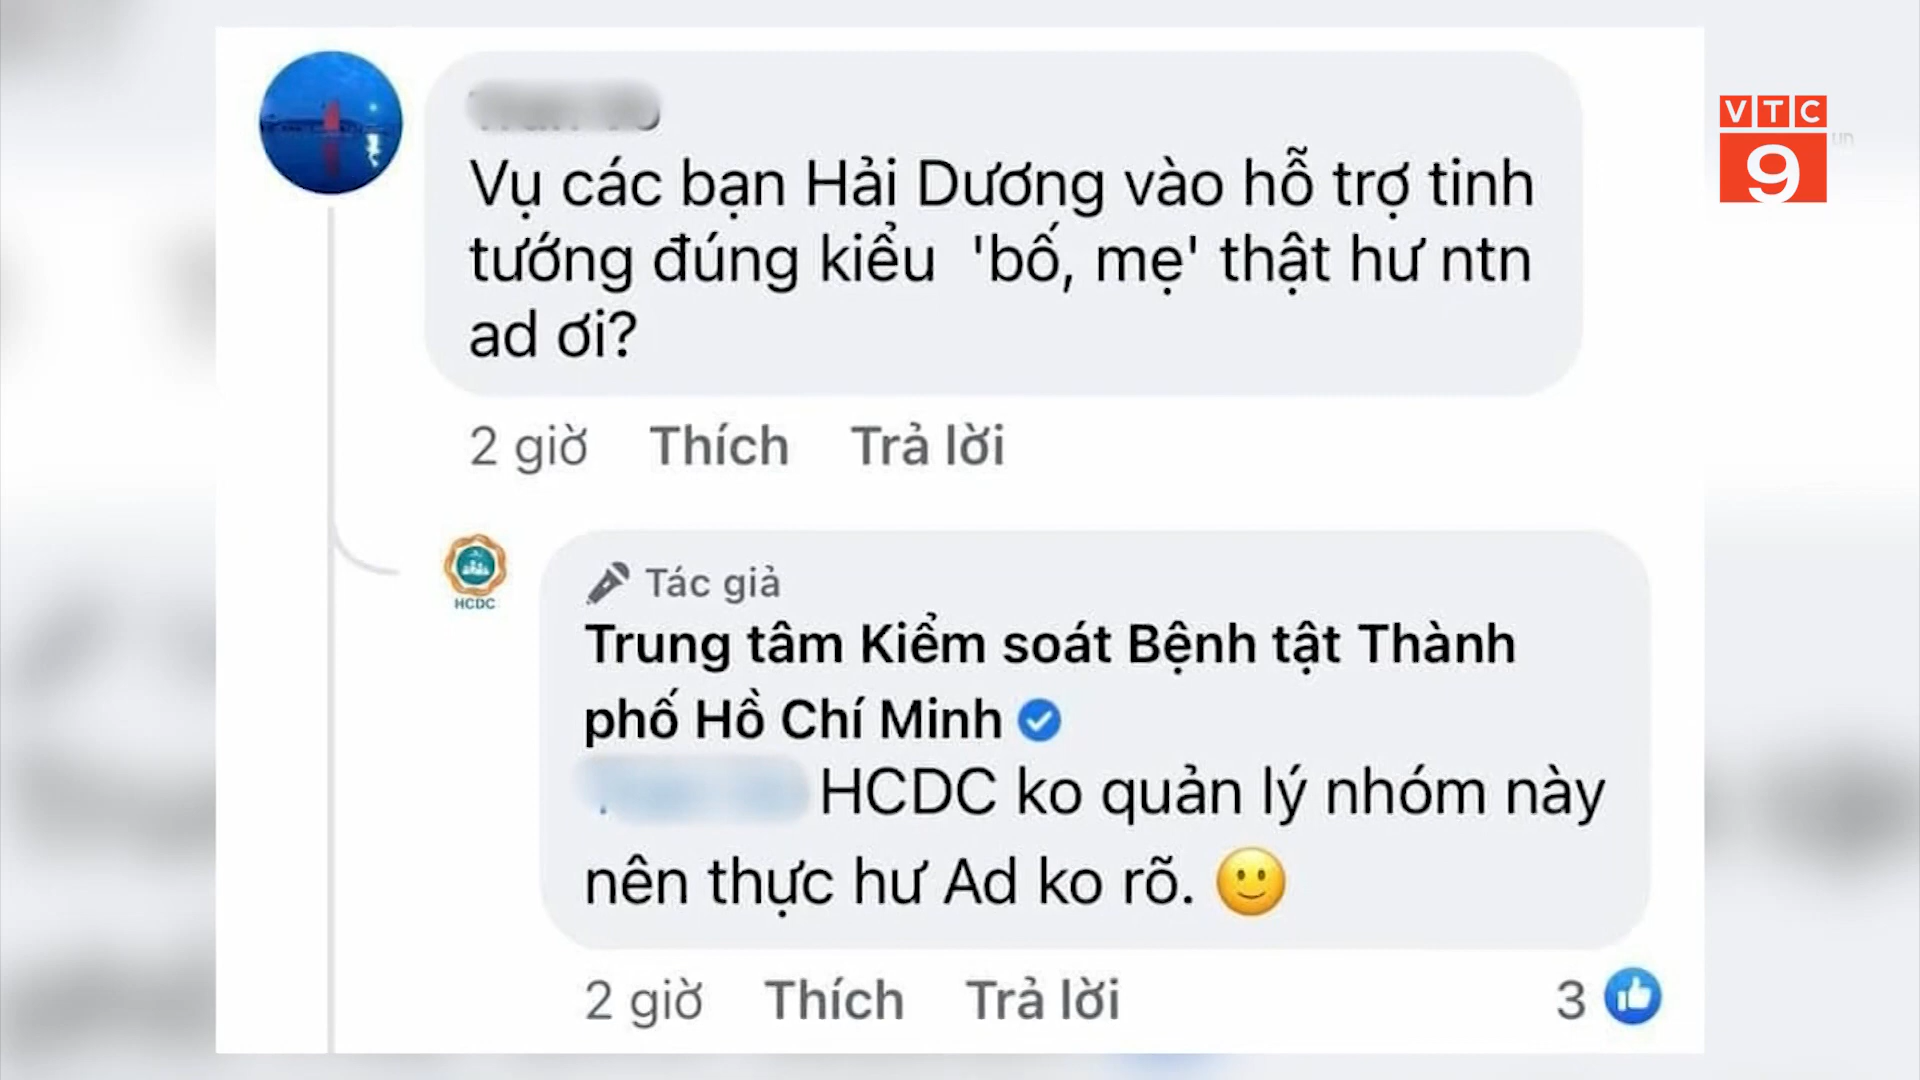 VTC
9
Vụ các bạn Hải Dương vào hỗ trợ tinh
tướng đúng kiểu 'bố, mẹ' thật hư ntn
ad ơi?
2 giờ Thích Trả lời
HCDC
Tác giả
Trung tâm Kiểm soát Bệnh tật Thành
phố Hồ Chí Minh
HCDC ko quản lý nhóm này
nên thực hư Ad ko rõ. 🙂
2 giờ Thích Trả lời 3